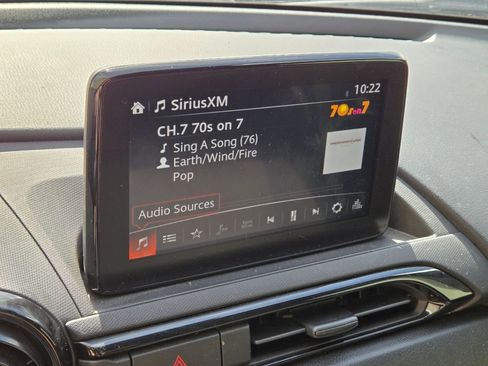 SiriusXM
10:22
70s on 7
CH.7 70s on 7
Sing A Song (76)
Earth/Wind/Fire
Pop
Audio Sources